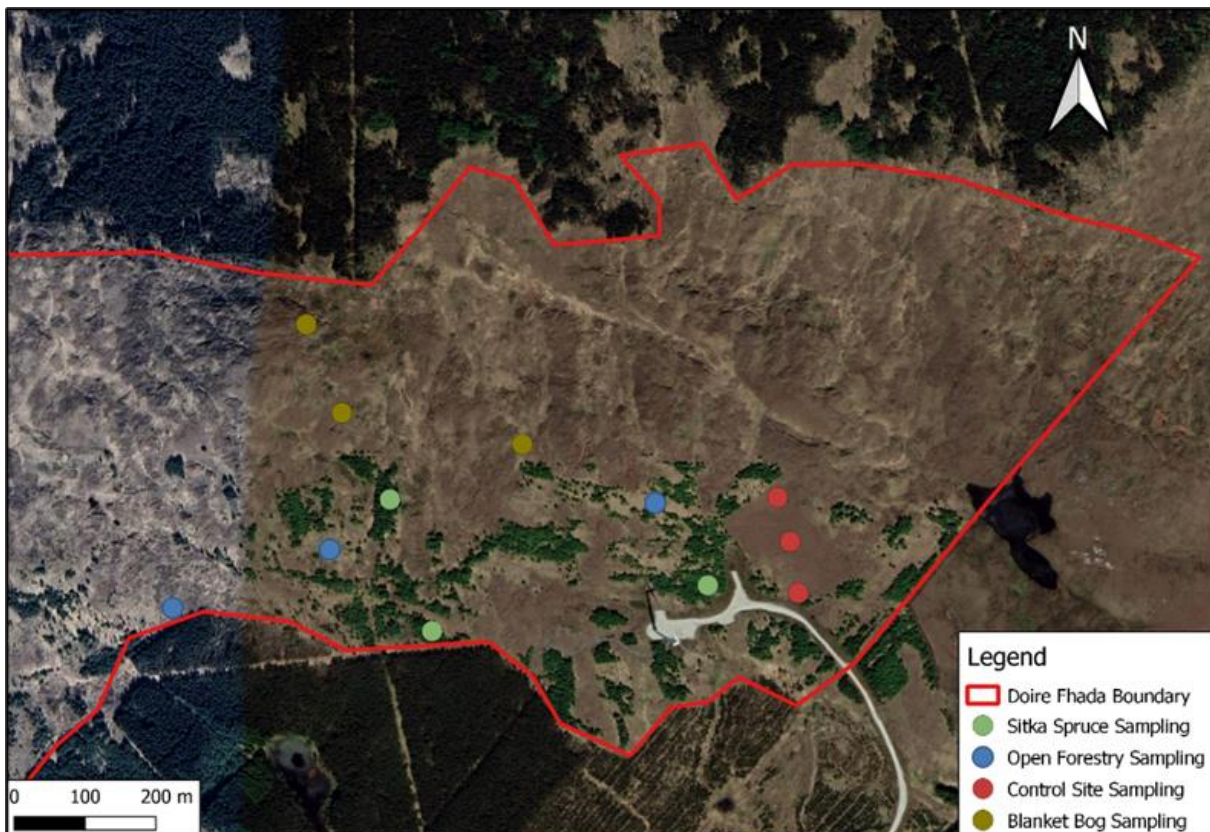 N
Legend
Doire Fhada Boundary
Sitka Spruce Sampling
Open Forestry Sampling
Control Site Sampling
Blanket Bog Sampling
0 100 200 m